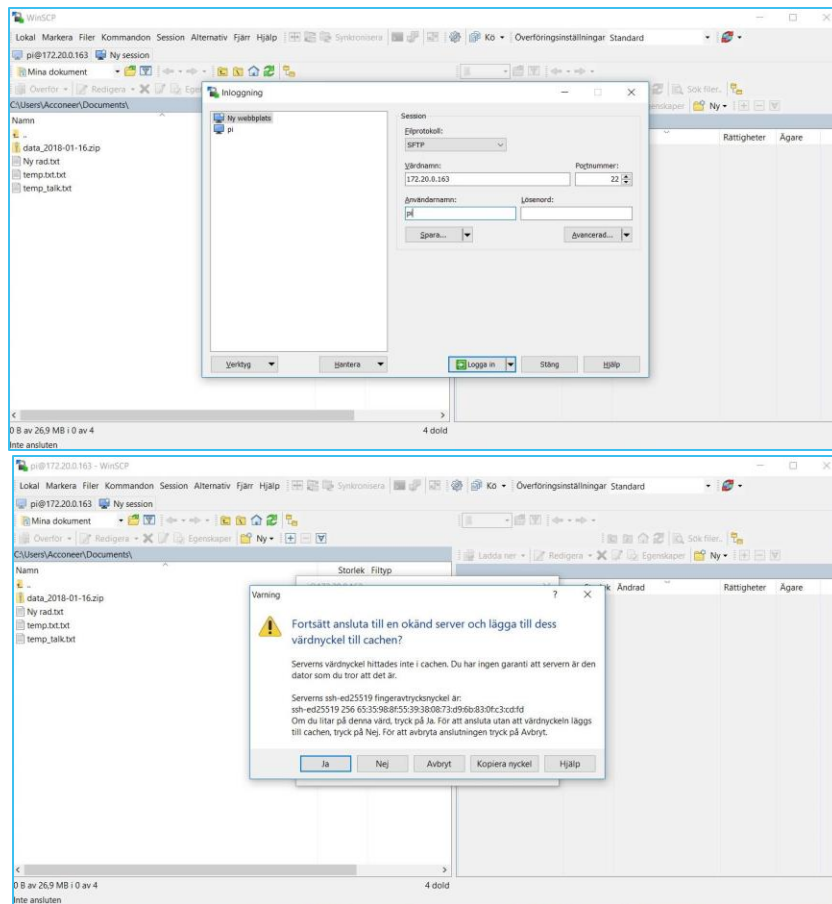 WinSCP
Lokal Markera Filer Kommandon Session Alternativ Fjärr Hjälp Synkronisera Kö Överföringsinställningar Standard
pi@172.20.0.163 Ny session
Mina dokument
Överför Redigera Sök filer.
C:\Users\Acconeer\Documents\ Ny
Namn Rättigheter Ägare
..
data_2018-01-16.zip
Ny rad.txt
temp.txt.txt
temp_talk.txt
Inloggning
Ny webbplats
pi
Session
Filprotokoll:
SFTP
Värdnamn: Portnummer:
172.20.0.163 22
Användarnamn: Lösenord:
pi
Spara... Avancerad...
Verktyg Hantera Logga in Stäng Hjälp
0 B av 26,9 MB i 0 av 4 4 dold
Inte ansluten
pi@172.20.0.163 - WinSCP
Lokal Markera Filer Kommandon Session Alternativ Fjärr Hjälp Synkronisera Kö Överföringsinställningar Standard
pi@172.20.0.163 Ny session
Mina dokument Sök filer.
Överför Redigera Egenskaper Ny Ladda ner Redigera Egenskaper Ny
C:\Users\Acconeer\Documents\
Namn Storlek Filtyp Ändrad Rättigheter Ägare
..
data_2018-01-16.zip
Ny rad.txt
temp.txt.txt
temp_talk.txt
Varning
Fortsätt ansluta till en okänd server och lägga till dess
värdnyckel till cachen?
Serverns värdnyckel hittades inte i cachen. Du har ingen garanti att servern är den
dator som du tror att det är.
Serverns ssh-ed25519 fingeravtrycksnyckel är:
ssh-ed25519 256 65:35:98:8f:55:39:38:08:73:d9:6b:83:0f:c3:cd:fd
Om du litar på denna värd, tryck på Ja. För att ansluta utan att värdnyckeln läggs
till cachen, tryck på Nej. För att avbryta anslutningen tryck på Avbryt.
Ja Nej Avbryt Kopiera nyckel Hjälp
0 B av 26,9 MB i 0 av 4 4 dold
Inte ansluten